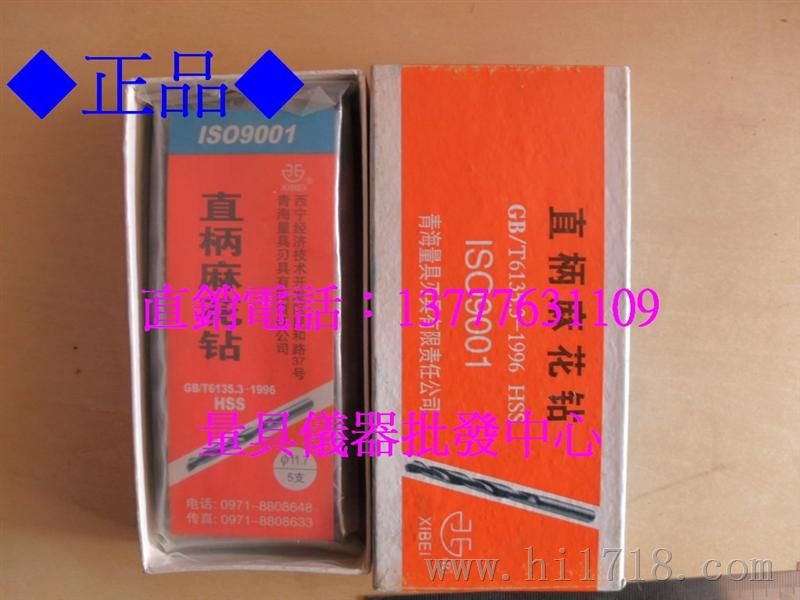 ◆正品◆
ISO9001
XIBEI
®
直柄麻花钻
西宁经济技术开
和路37号
青海量具刃具有
公司
GB/T6135.3-1996
HSS
φ11.7
5支
电话: 0971-8808648
传真: 0971-8808633
直柄麻花钻
GB/T6135.3-1996 HSS
ISO9001
青海量具刃具有限责任公司
XIBEI
®
直銷電話：13777631109
量具儀器批發中心
www.hi1718.com